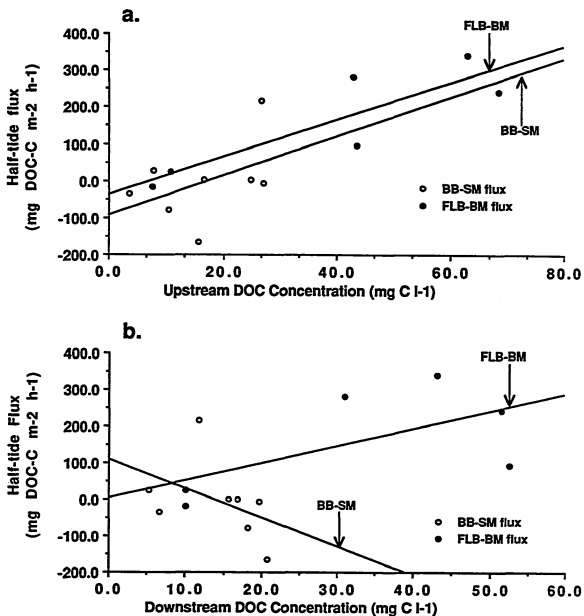 a.
FLB-BM
400.0
300.0
200.0
100.0
0.0
-100.0
-200.0
Half-tide flux
(mg DOC-C m-2 h-1)
BB-SM
BB-SM flux
FLB-BM flux
0.0 20.0 40.0 60.0 80.0
Upstream DOC Concentration (mg C l-1)
b.
FLB-BM
400.0
300.0
200.0
100.0
0.0
-100.0
-200.0
Half-tide Flux
(mg DOC-C m-2 h-1)
BB-SM
BB-SM flux
FLB-BM flux
0.0 10.0 20.0 30.0 40.0 50.0 60.0
Downstream DOC Concentration (mg C l-1)